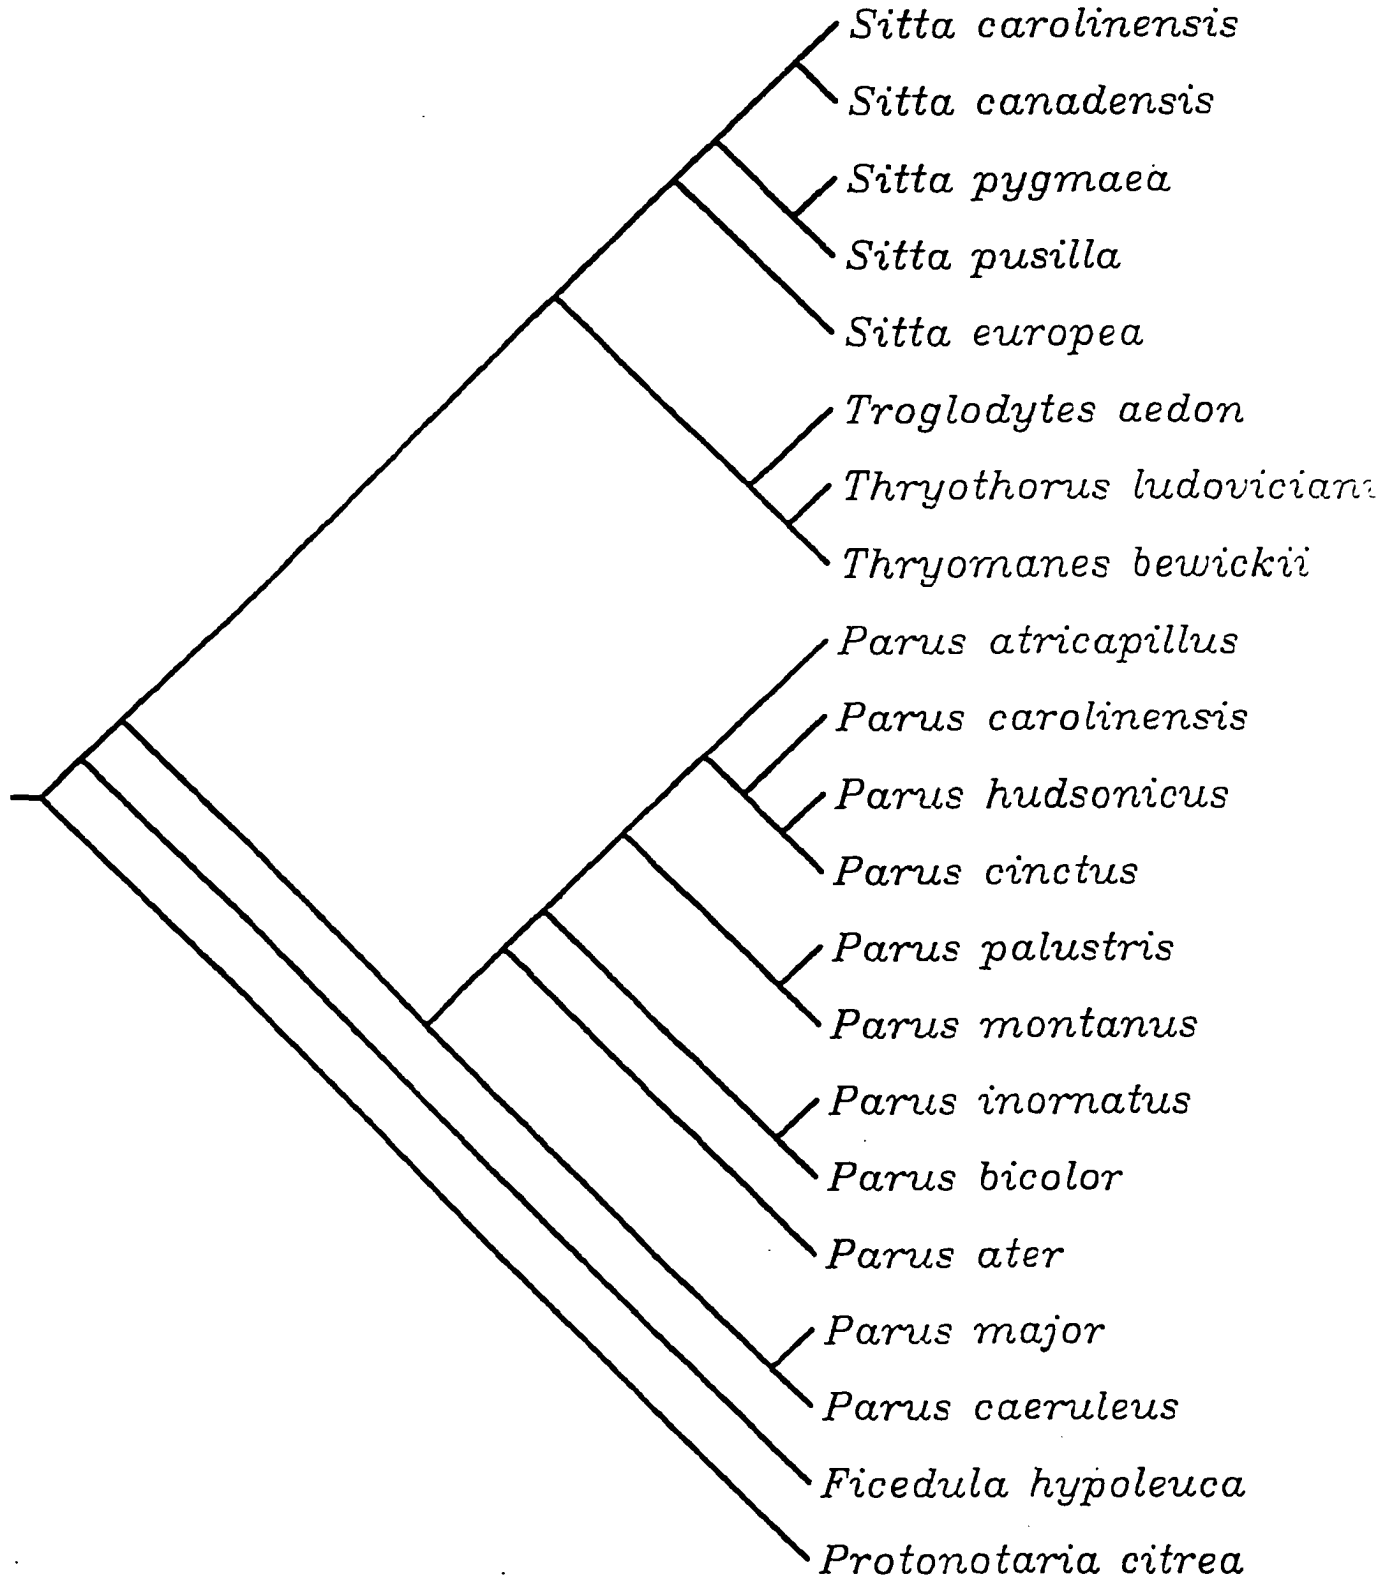 Sitta carolinensis
Sitta canadensis
Sitta pygmaea
Sitta pusilla
Sitta europea
Troglodytes aedon
Thryothorus
Thryomanes bewickii
Parus atricapillus
Parus carolinensis
Parus hudsonicus
Parus cinctus
Parus palustris
Parus montanus
Parus inornatus
Parus bicolor
Parus ater
Parus major
Parus caeruleus
Ficedula hypoleuca
Protonotaria citrea